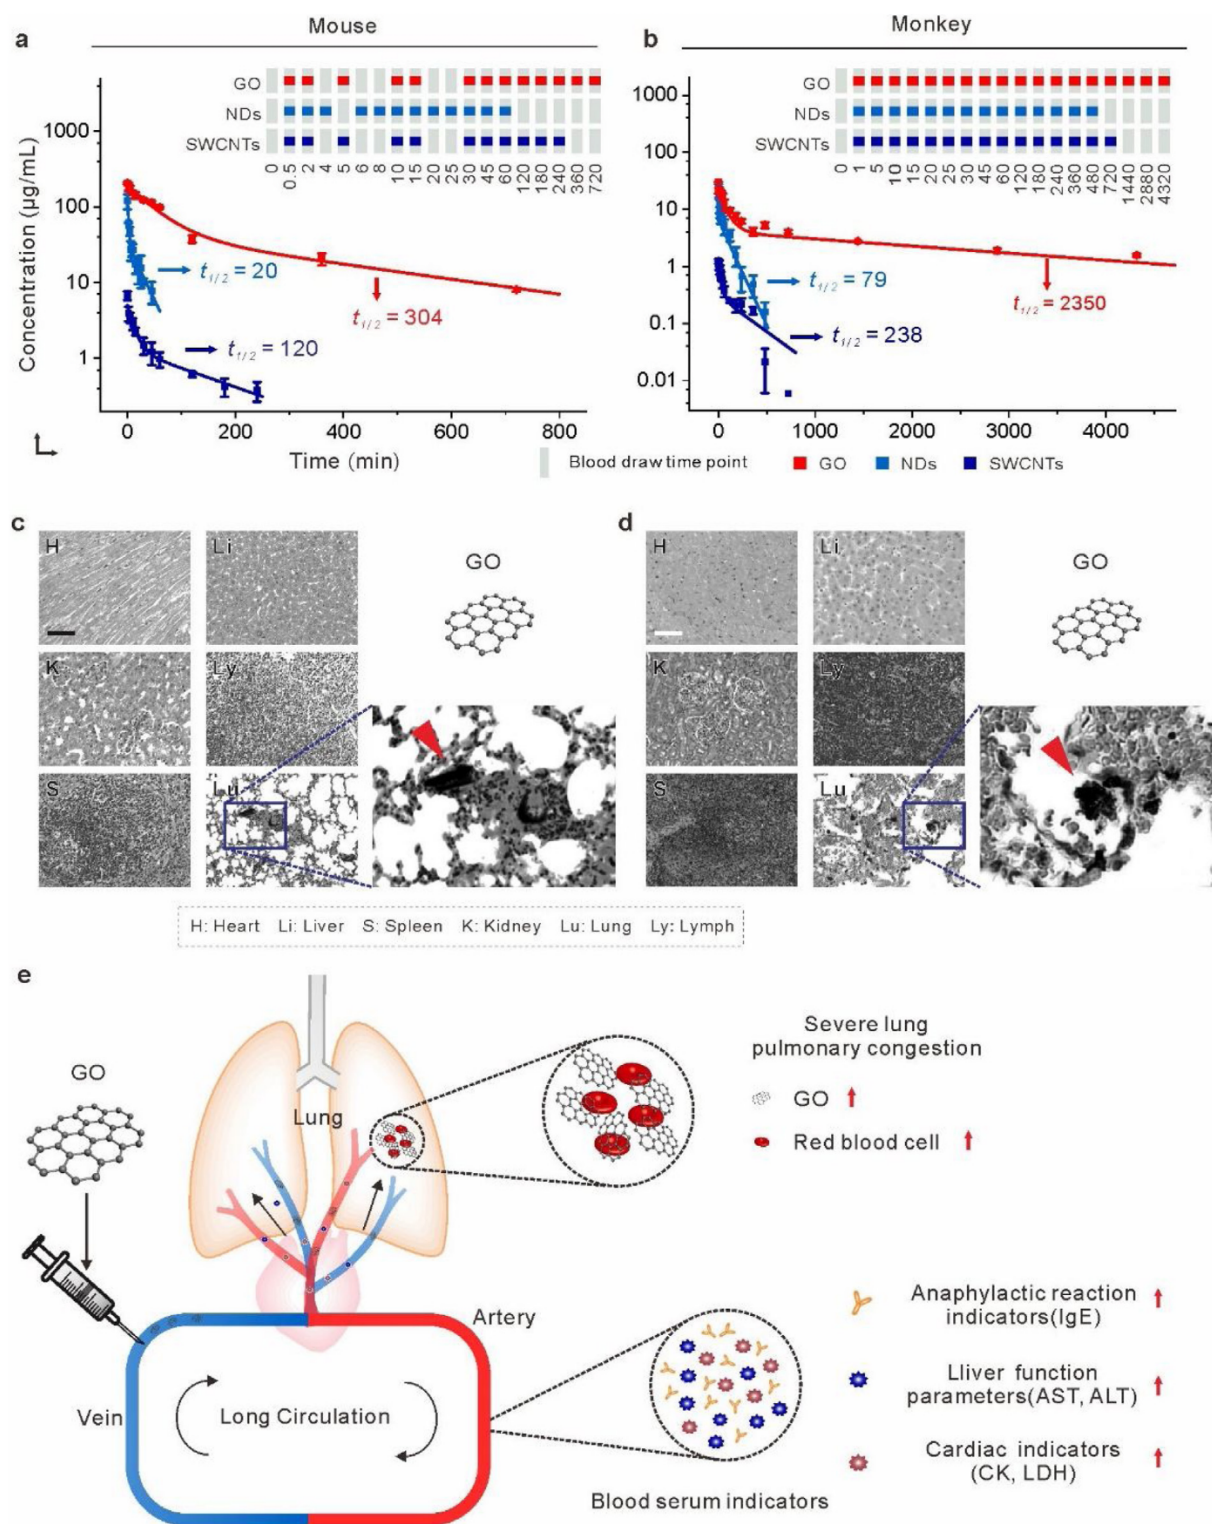 a
Mouse
GO
NDs
SWCNTs
0 0.5 2 4 5 6 8 10 15 20 25 30 45 60 120 180 240 360 720
1000
100
10
1
Concentration (µg/mL)
t1/2 = 20
t1/2 = 304
t1/2 = 120
0 200 400 600 800
Time (min)
b
Monkey
GO
NDs
SWCNTs
0 1 5 10 15 20 25 30 45 60 120 180 240 360 480 720 1440 2880 4320
1000
100
10
1
0.1
0.01
t1/2 = 79
t1/2 = 2350
t1/2 = 238
0 1000 2000 3000 4000
Blood draw time point GO NDs SWCNTs
c
H
Li
GO
K
Ly
S
Lu
d
H
Li
GO
K
Ly
S
Lu
H: Heart Li: Liver S: Spleen K: Kidney Lu: Lung Ly: Lymph
e
GO
Lung
Severe lung
pulmonary congestion
GO
Red blood cell
Artery
Vein
Long Circulation
Anaphylactic reaction
indicators(IgE)
Lliver function
parameters(AST, ALT)
Cardiac indicators
(CK, LDH)
Blood serum indicators